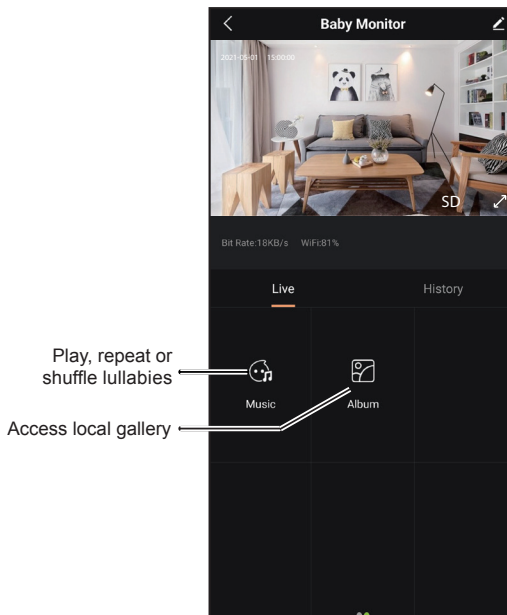 Baby Monitor
2021-05-01 15:00:00
SD
Bit Rate:18KB/s WiFi:81%
Live History
Play, repeat or
shuffle lullabies
Music Album
Access local gallery